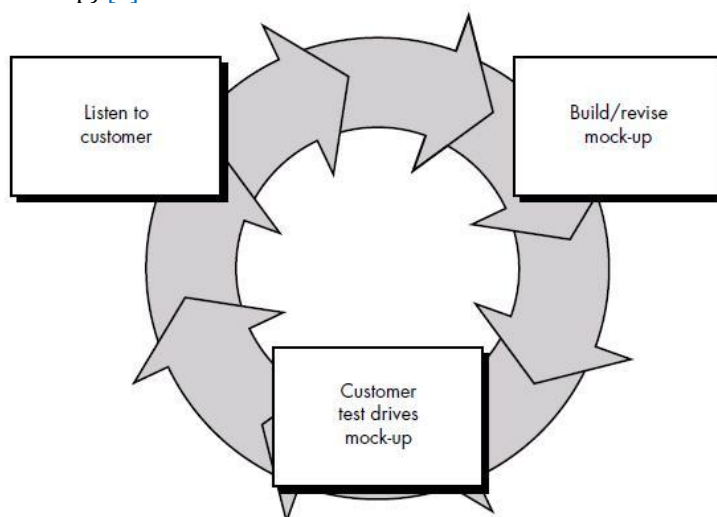 Listen to
customer
Build/revise
mock-up
Customer
test drives
mock-up